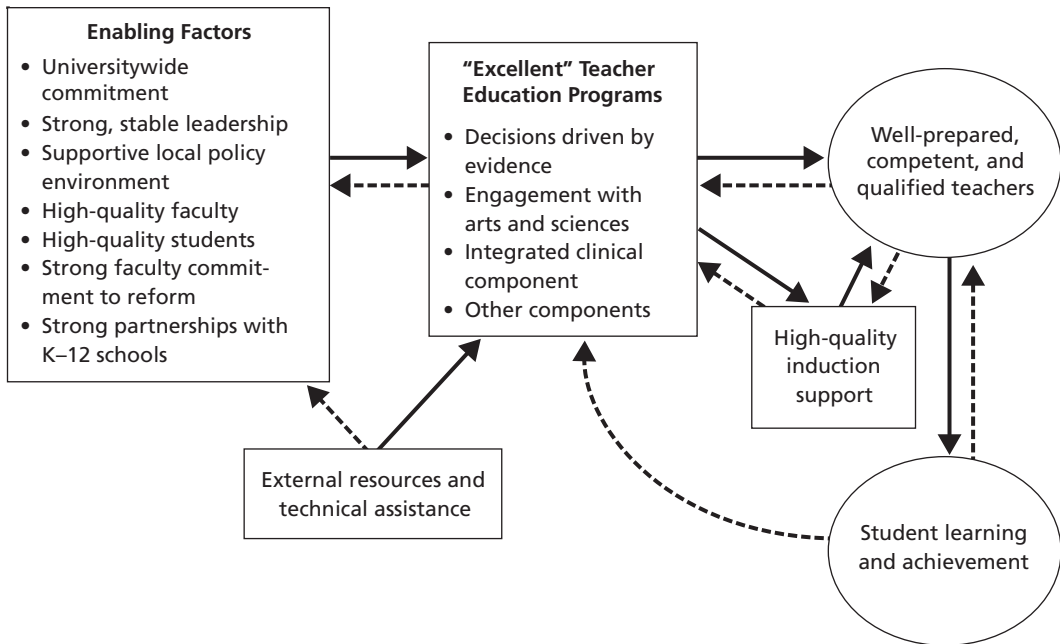 Enabling Factors
• Universitywide
commitment
• Strong, stable leadership
• Supportive local policy
environment
• High-quality faculty
• High-quality students
• Strong faculty commit-
ment to reform
• Strong partnerships with
K–12 schools
“Excellent” Teacher
Education Programs
• Decisions driven by
evidence
• Engagement with
arts and sciences
• Integrated clinical
component
• Other components
Well-prepared,
competent, and
qualified teachers
High-quality
induction
support
External resources and
technical assistance
Student learning
and achievement